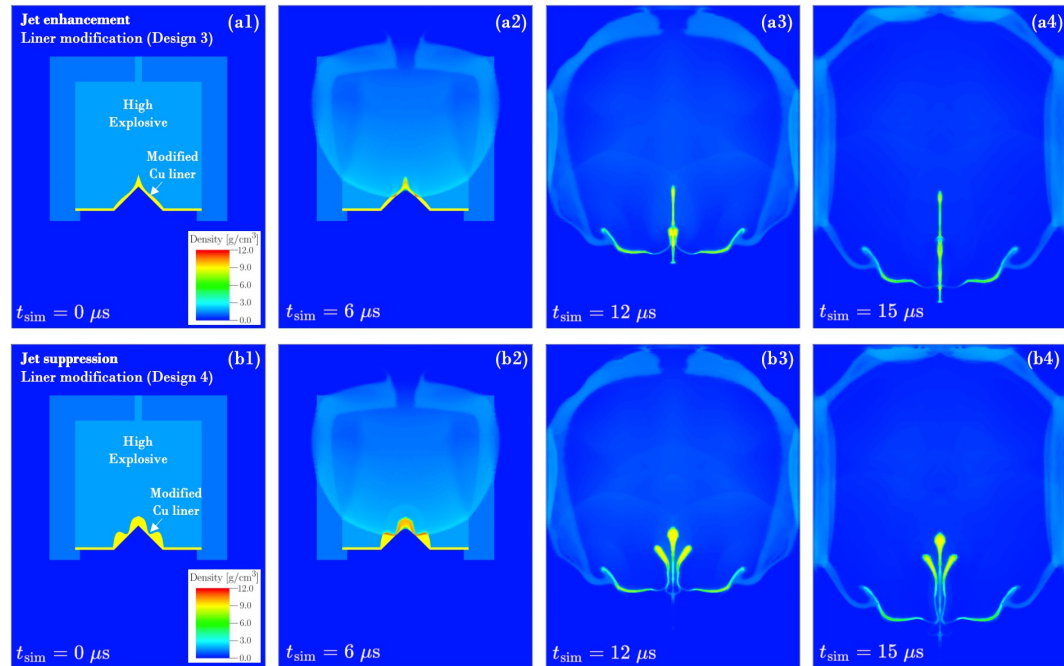 Jet enhancement
Liner modification (Design 3)
(a1)
High
Explosive
Modified
Cu liner
Density [g/cm³]
12.0
9.0
6.0
3.0
0.0
t_sim = 0 μs
(a2)
t_sim = 6 μs
(a3)
t_sim = 12 μs
(a4)
t_sim = 15 μs
Jet suppression
Liner modification (Design 4)
(b1)
High
Explosive
Modified
Cu liner
Density [g/cm³]
12.0
9.0
6.0
3.0
0.0
t_sim = 0 μs
(b2)
t_sim = 6 μs
(b3)
t_sim = 12 μs
(b4)
t_sim = 15 μs